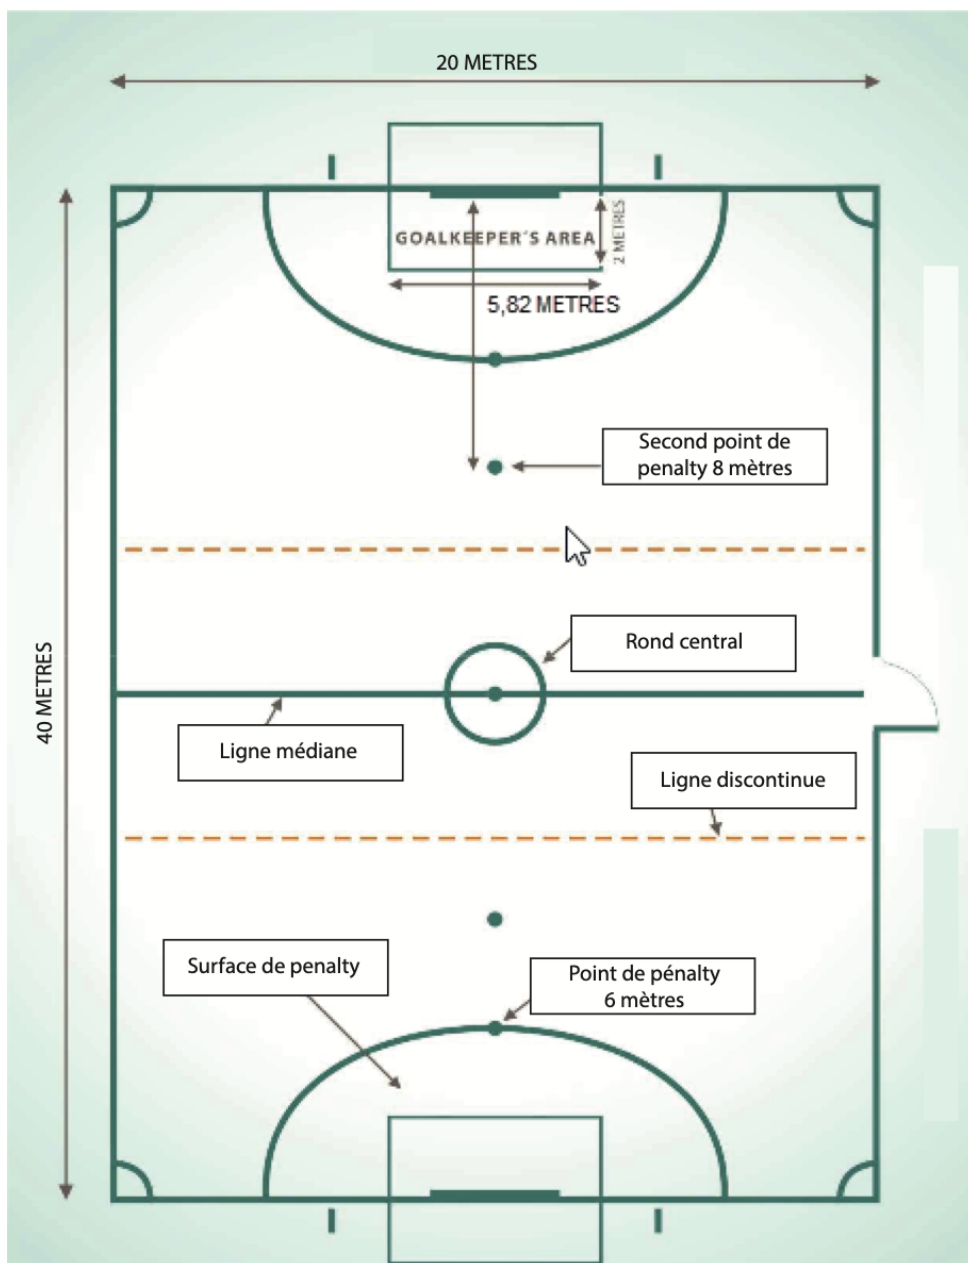 20 METRES
GOALKEEPER´S AREA
2 METRES
5,82 METRES
Second point de
penalty 8 mètres
Rond central
40 METRES
Ligne médiane
Ligne discontinue
Surface de penalty
Point de pénalty
6 mètres